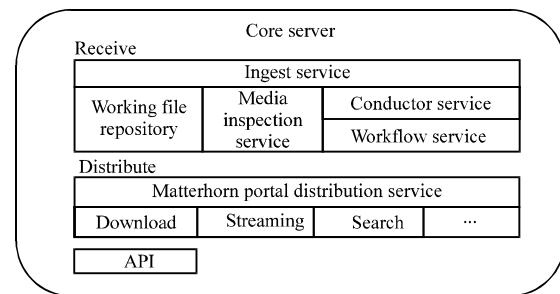 Core server
Receive
Ingest service
Working file
repository
Media
inspection
service
Conductor service
Workflow service
Distribute
Matterhorn portal distribution service
Download
Streaming
Search
...
API